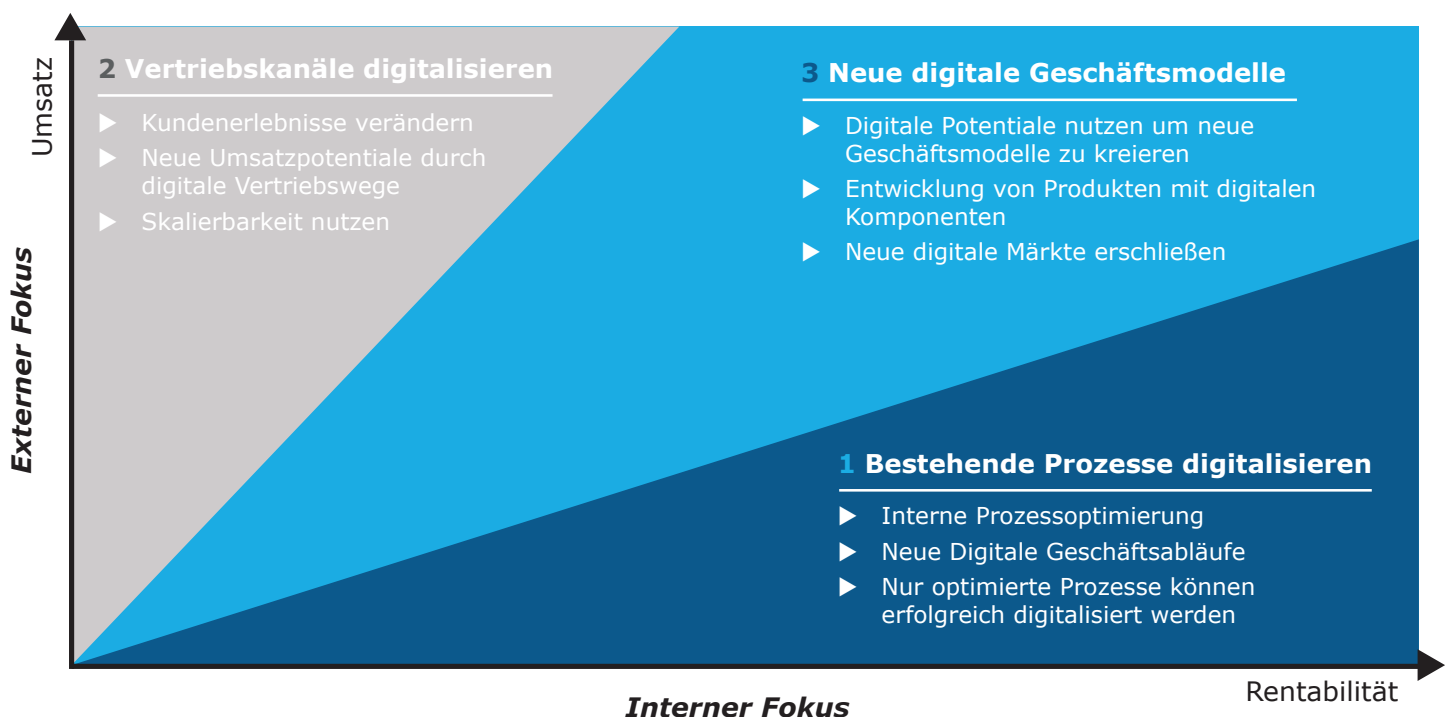 Umsatz
Externer Fokus
2 Vertriebskanäle digitalisieren
▶ Kundenerlebnisse verändern
▶ Neue Umsatzpotentiale durch
digitale Vertriebswege
▶ Skalierbarkeit nutzen
3 Neue digitale Geschäftsmodelle
▶ Digitale Potentiale nutzen um neue
Geschäftsmodelle zu kreieren
▶ Entwicklung von Produkten mit digitalen
Komponenten
▶ Neue digitale Märkte erschließen
1 Bestehende Prozesse digitalisieren
▶ Interne Prozessoptimierung
▶ Neue Digitale Geschäftsabläufe
▶ Nur optimierte Prozesse können
erfolgreich digitalisiert werden
Rentabilität
Interner Fokus